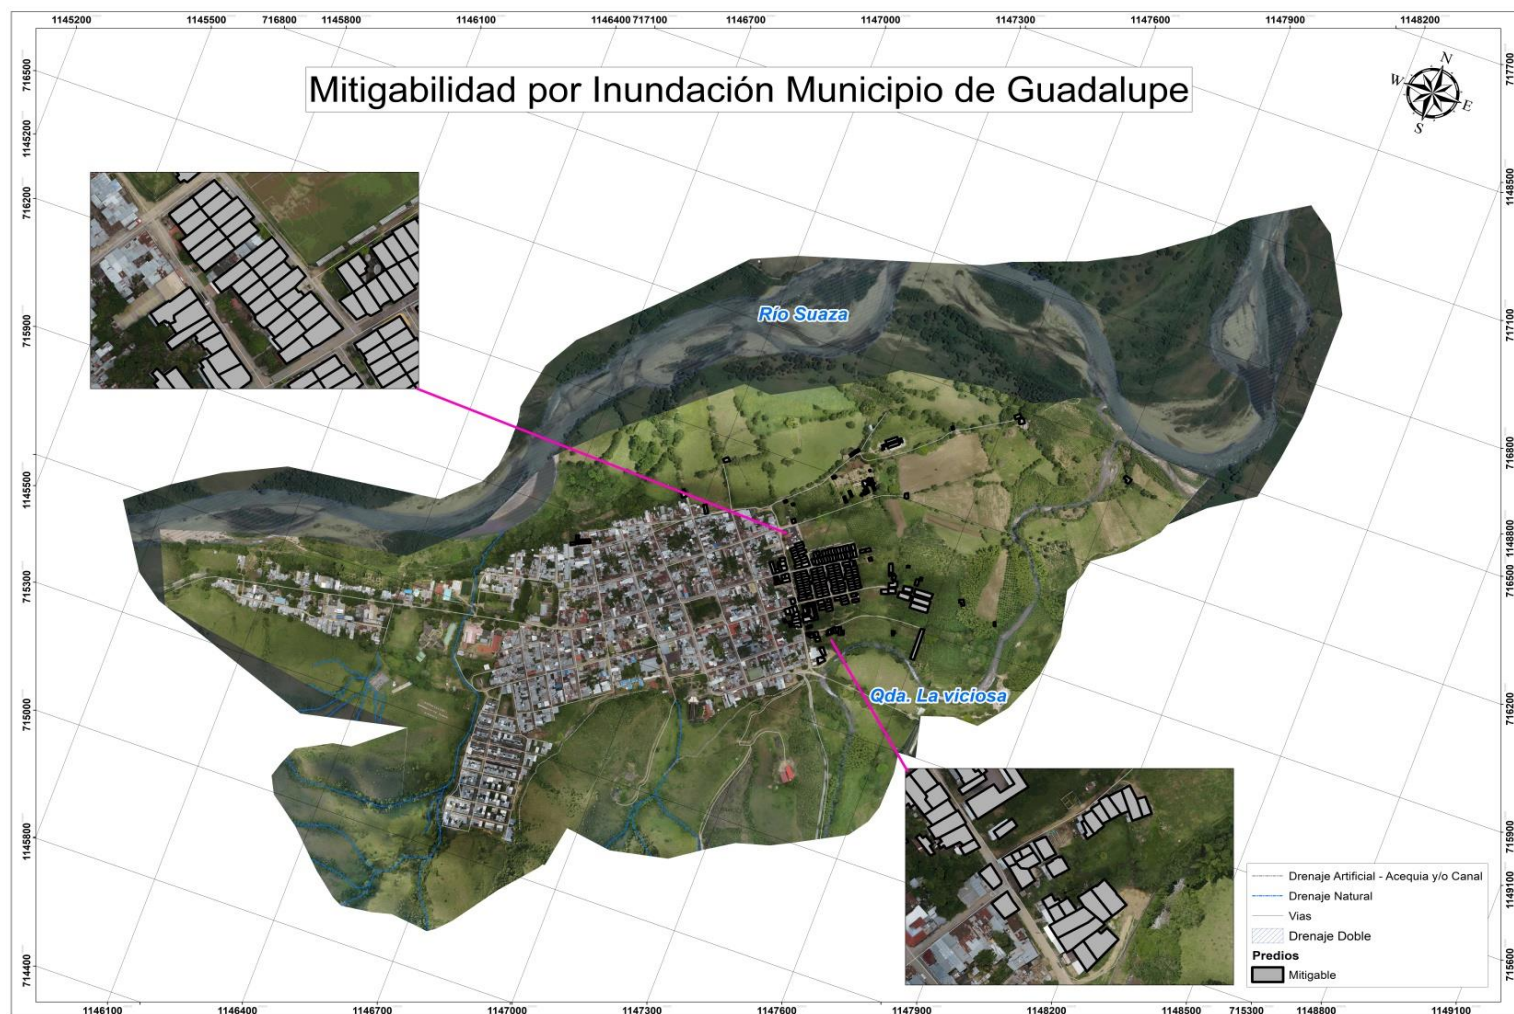 1145200 1145500 716800 1145800 1146100 1146400 717100 1146700 1147000 1147300 1147600 1147900 1148200
Mitigabilidad por Inundación Municipio de Guadalupe
N
W
E
S
716500
1145200
716200
715900
1145500
715300
715000
1145800
714400
717700
1148500
717100
716800
1148800
716500
716200
715900
1149100
715600
Río Suaza
Qda. La viciosa
Drenaje Artificial - Acequia y/o Canal
Drenaje Natural
Vias
Drenaje Doble
Predios
Mitigable
1146100 1146400 1146700 1147000 1147300 1147600 1147900 1148200 1148500 715300 1148800 1149100